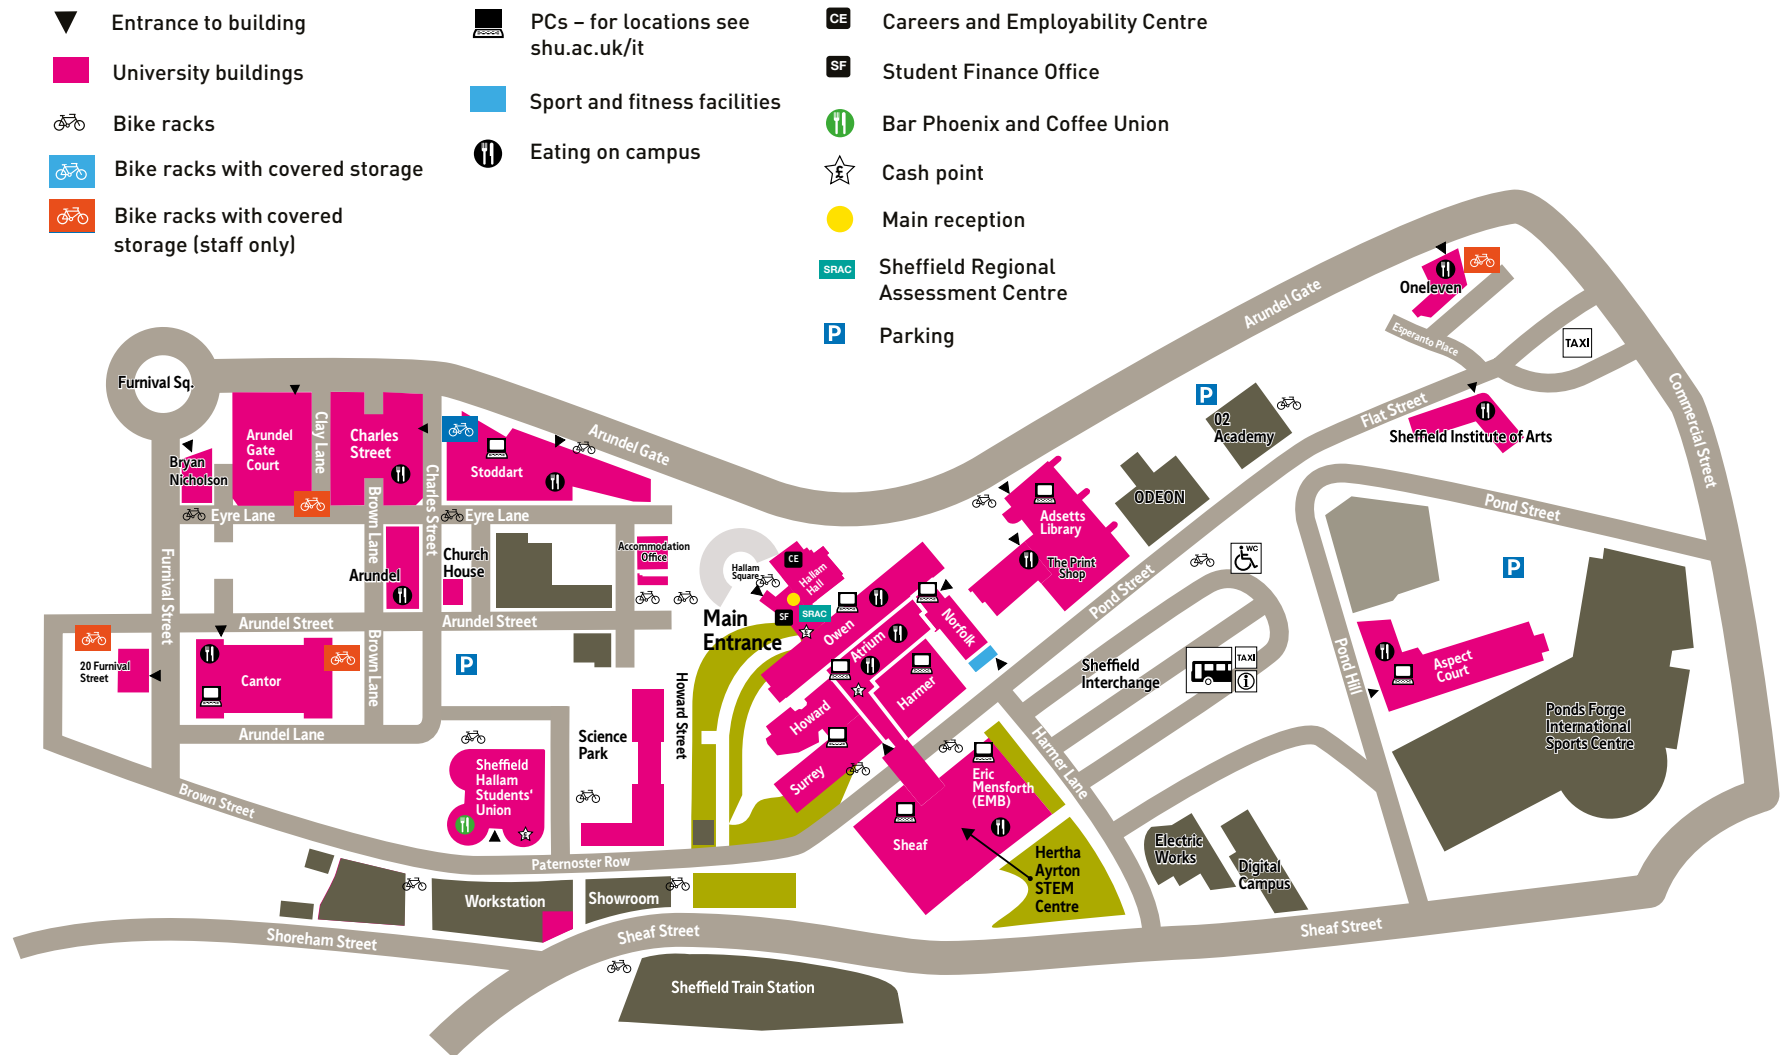 Entrance to building
University buildings
Bike racks
Bike racks with covered storage
Bike racks with covered
storage (staff only)
PCs – for locations see
shu.ac.uk/it
Sport and fitness facilities
Eating on campus
CE
Careers and Employability Centre
SF
Student Finance Office
Bar Phoenix and Coffee Union
£
Cash point
Main reception
SRAC
Sheffield Regional
Assessment Centre
P
Parking
Furnival Sq.
Arundel
Gate
Court
Clay Lane
Charles
Street
Bryan
Nicholson
Stoddart
Arundel Gate
Arundel Gate
Eyre Lane
Brown Lane
Charles Street
Eyre Lane
Furnival Street
Arundel
Church
House
Accommodation
Office
Arundel Street
Arundel Street
20 Furnival
Street
Cantor
Brown Lane
P
Arundel Lane
Brown Street
Sheffield
Hallam
Students'
Union
£
Science
Park
Howard Street
Paternoster Row
Workstation
Showroom
Shoreham Street
Sheaf Street
Sheffield Train Station
Hallam
Square
CE
Hallam
Hall
Main
Entrance
SF
SRAC
£
Owen
Atrium
Norfolk
£
Howard
Harmer
Surrey
Sheaf
Eric
Mensforth
(EMB)
Hertha
Ayrton
STEM
Centre
Adsetts
Library
The Print
Shop
ODEON
P
02
Academy
Pond Street
WC
Sheffield
Interchange
TAXI
i
Harmer Lane
Electric
Works
Digital
Campus
Sheaf Street
Oneleven
Esperanto Place
TAXI
Flat Street
Sheffield Institute of Arts
Commercial Street
Pond Street
P
Pond Hill
Aspect
Court
Ponds Forge
International
Sports Centre